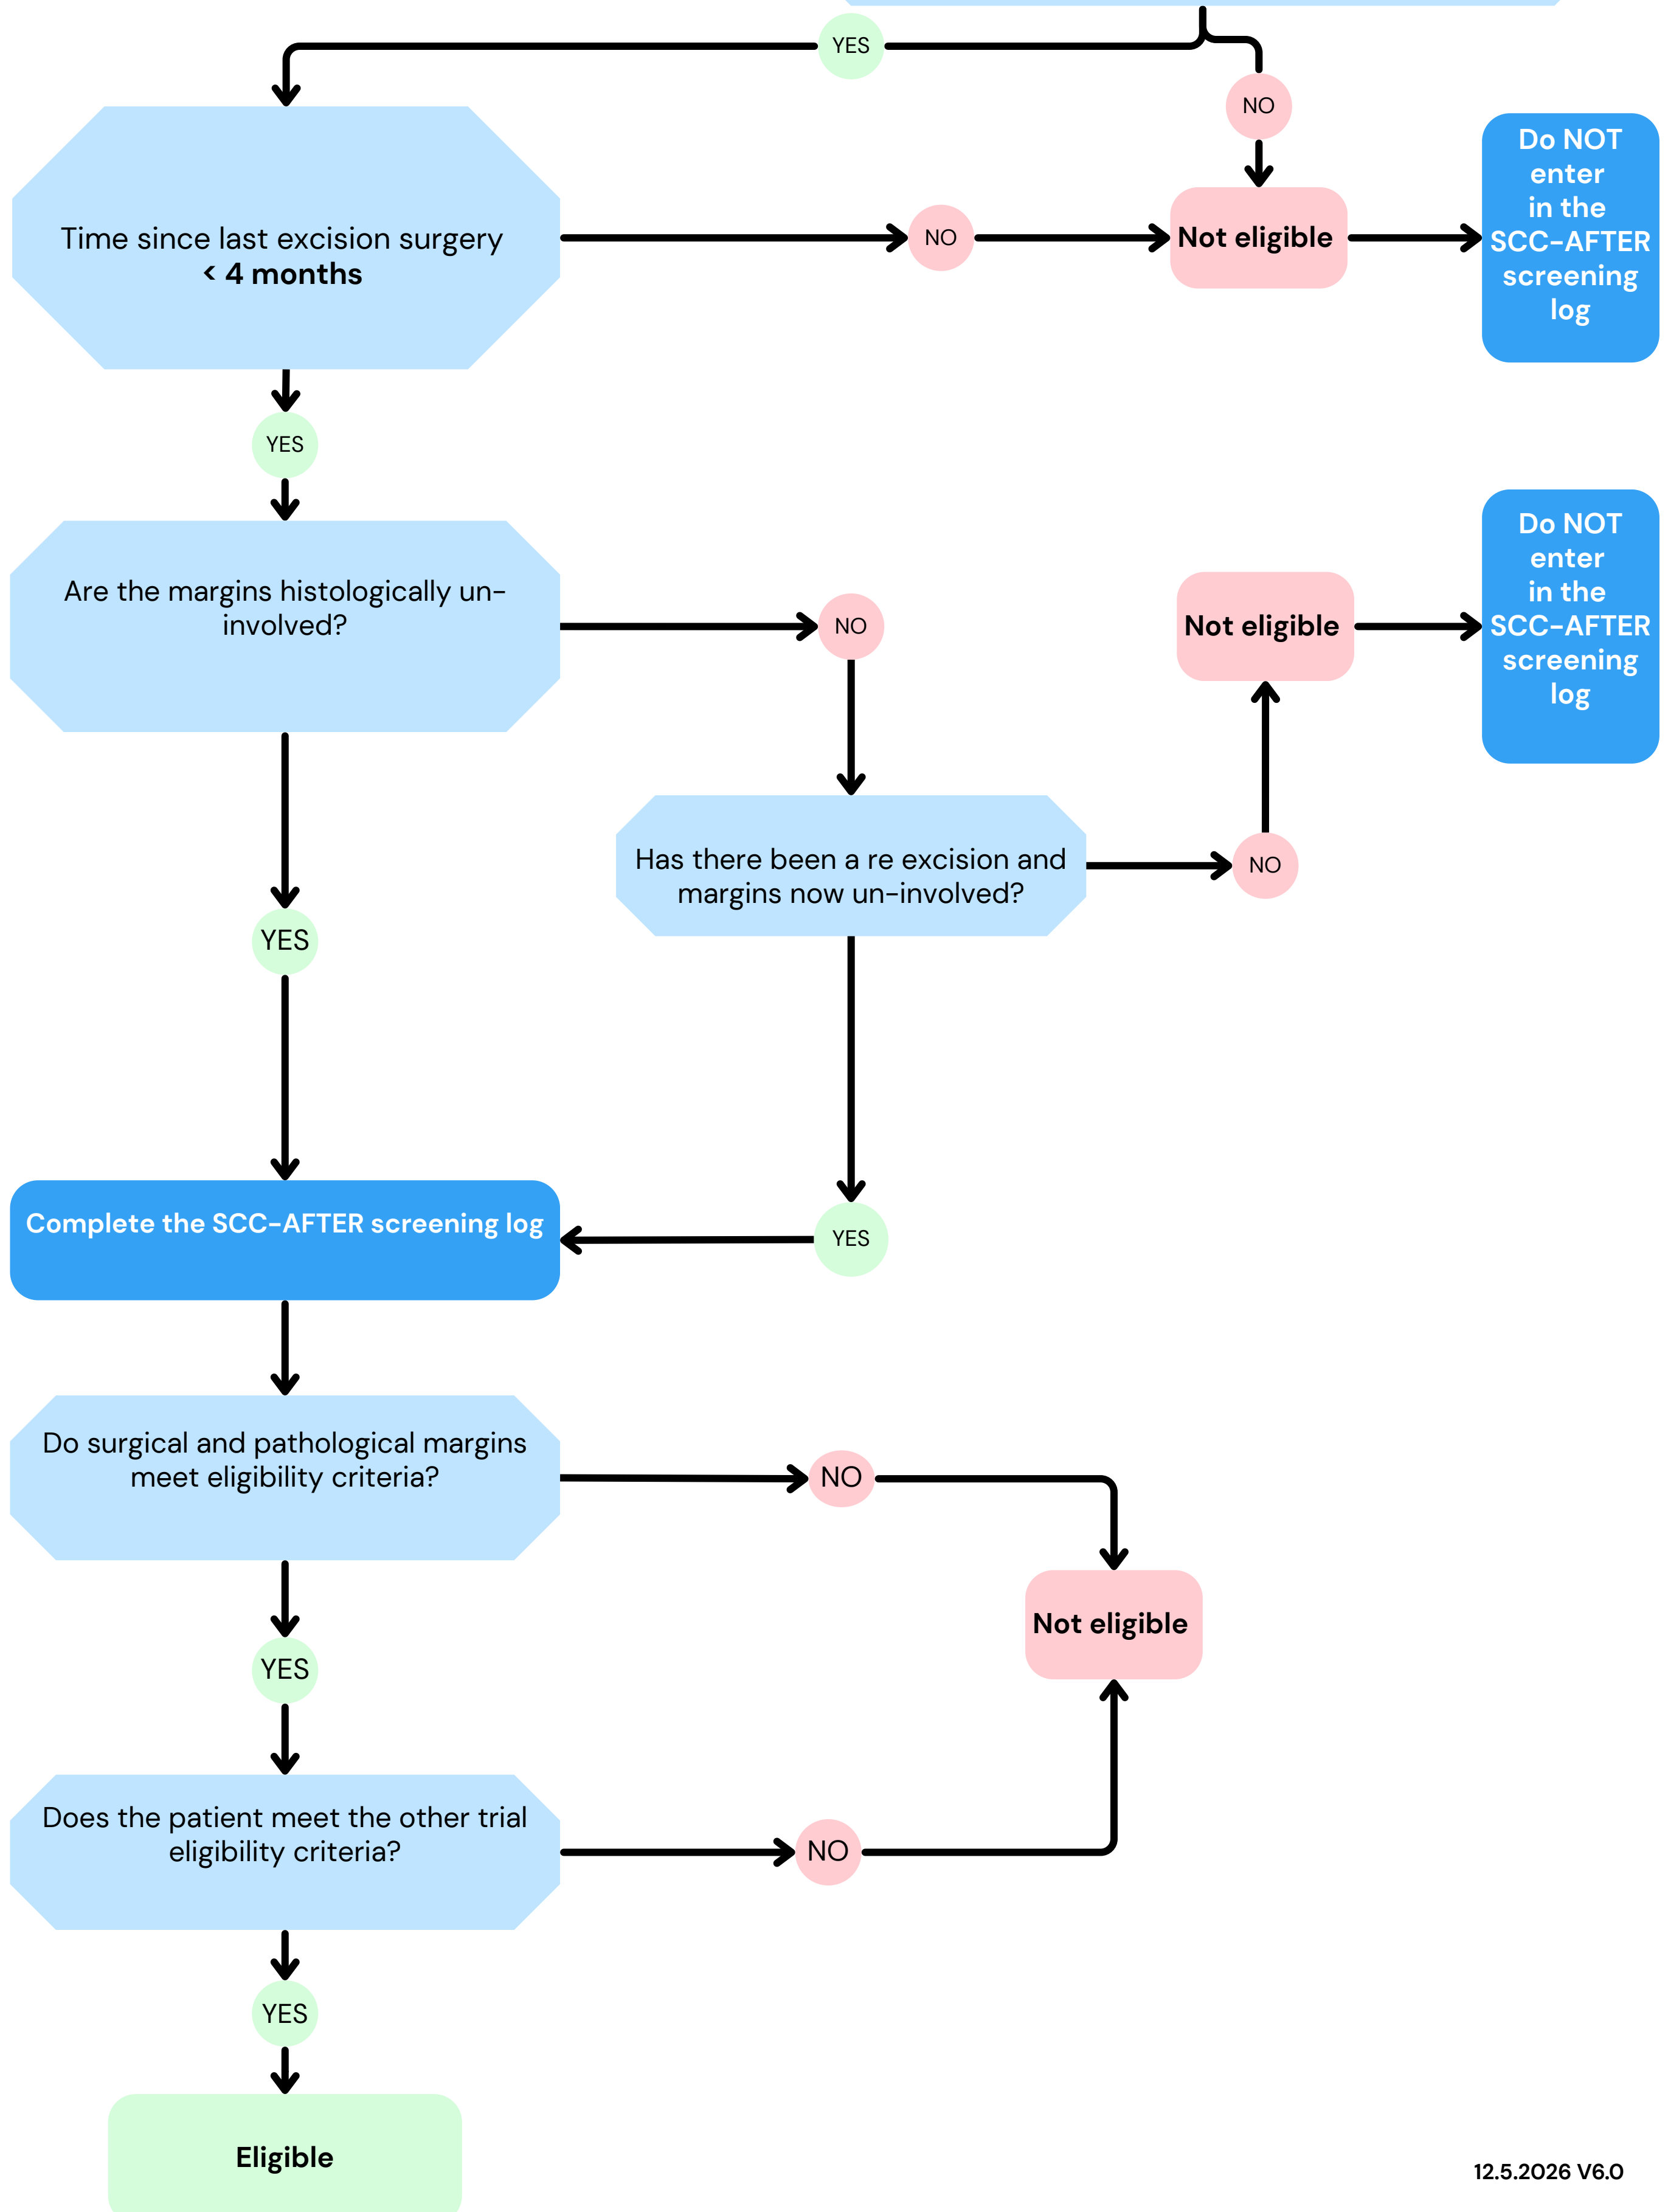 YES
NO
Time since last excision surgery
< 4 months
NO
Not eligible
Do NOT
enter
in the
SCC-AFTER
screening
log
YES
Are the margins histologically un-
involved?
NO
Not eligible
Do NOT
enter
in the
SCC-AFTER
screening
log
Has there been a re excision and
margins now un-involved?
NO
YES
Complete the SCC-AFTER screening log
YES
Do surgical and pathological margins
meet eligibility criteria?
NO
Not eligible
YES
Does the patient meet the other trial
eligibility criteria?
NO
YES
Eligible
12.5.2026 V6.0